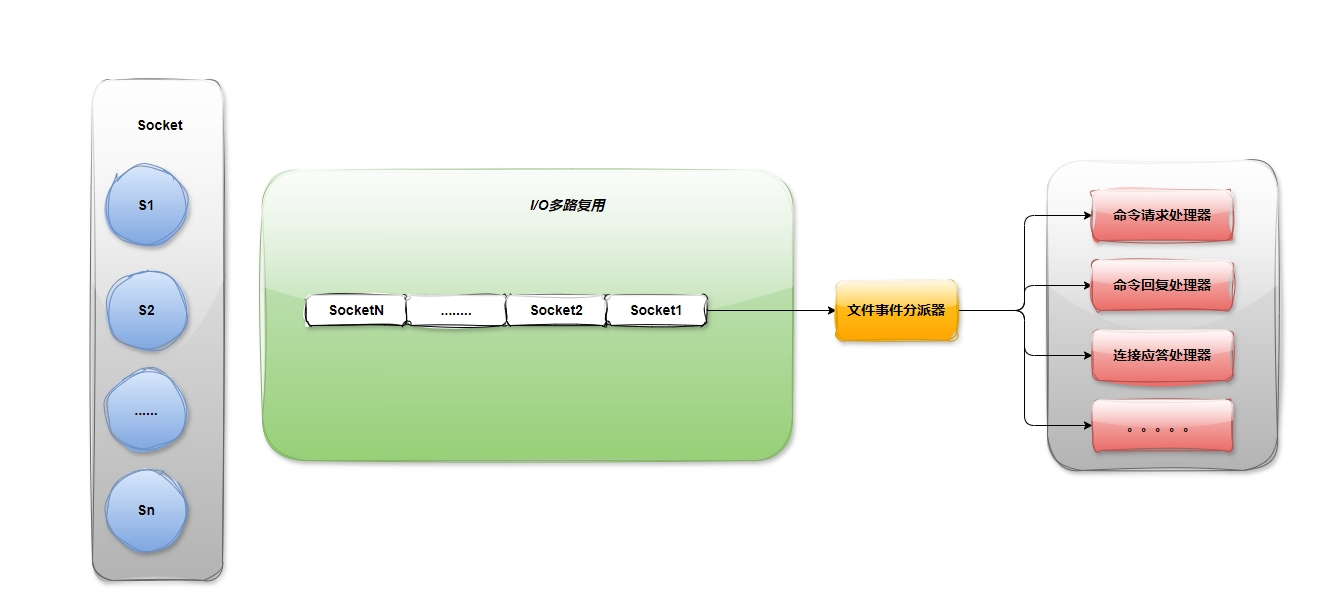 Socket
S1
S2
......
Sn
I/O多路复用
SocketN
........
Socket2
Socket1
文件事件分派器
命令请求处理器
命令回复处理器
连接应答处理器
。。。。。